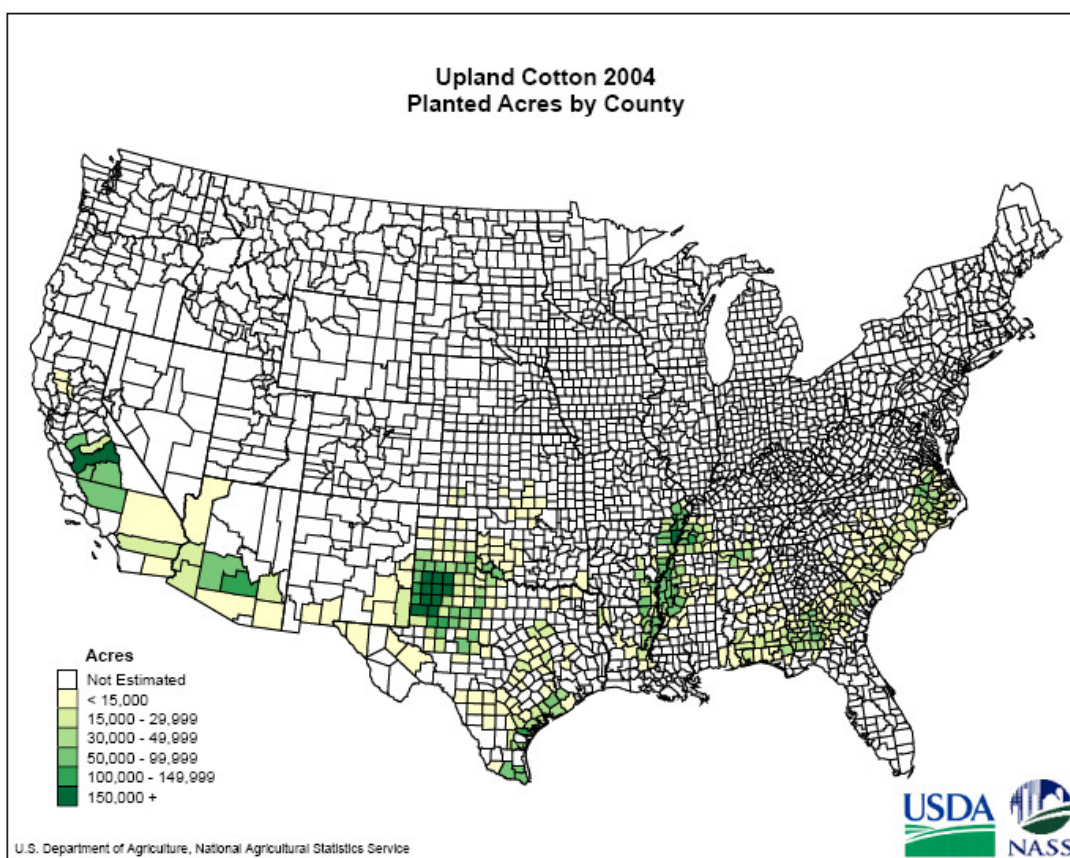 Upland Cotton 2004
Planted Acres by County
Acres
Not Estimated
< 15,000
15,000 - 29,999
30,000 - 49,999
50,000 - 99,999
100,000 - 149,999
150,000 +
U.S. Department of Agriculture, National Agricultural Statistics Service
USDA
NASS